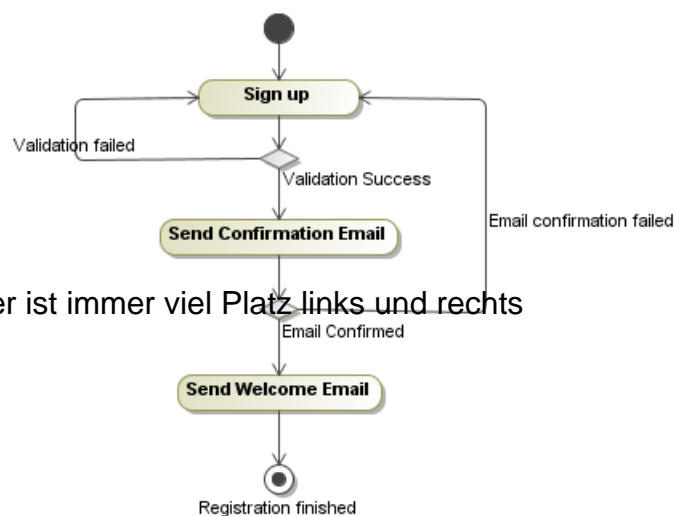 Sign up
Validation failed
Validation Success
Send Confirmation Email
Email confirmation failed
er ist immer viel Platz links und rechts
Email Confirmed
Send Welcome Email
Registration finished